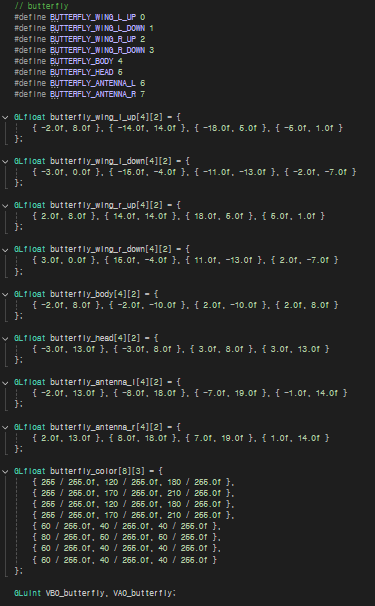 // butterfly
#define BUTTERFLY_WING_L_UP 0
#define BUTTERFLY_WING_L_DOWN 1
#define BUTTERFLY_WING_R_UP 2
#define BUTTERFLY_WING_R_DOWN 3
#define BUTTERFLY_BODY 4
#define BUTTERFLY_HEAD 5
#define BUTTERFLY_ANTENNA_L 6
#define BUTTERFLY_ANTENNA_R 7
GLfloat butterfly_wing_l_up[4][2] = {
{ -2.0f, 8.0f }, { -14.0f, 14.0f }, { -18.0f, 6.0f }, { -6.0f, 1.0f }
};
GLfloat butterfly_wing_l_down[4][2] = {
{ -3.0f, 0.0f }, { -16.0f, -4.0f }, { -11.0f, -13.0f }, { -2.0f, -7.0f }
};
GLfloat butterfly_wing_r_up[4][2] = {
{ 2.0f, 8.0f }, { 14.0f, 14.0f }, { 18.0f, 6.0f }, { 6.0f, 1.0f }
};
GLfloat butterfly_wing_r_down[4][2] = {
{ 3.0f, 0.0f }, { 16.0f, -4.0f }, { 11.0f, -13.0f }, { 2.0f, -7.0f }
};
GLfloat butterfly_body[4][2] = {
{ -2.0f, 8.0f }, { -2.0f, -10.0f }, { 2.0f, -10.0f }, { 2.0f, 8.0f }
};
GLfloat butterfly_head[4][2] = {
{ -3.0f, 13.0f }, { -3.0f, 8.0f }, { 3.0f, 8.0f }, { 3.0f, 13.0f }
};
GLfloat butterfly_antenna_l[4][2] = {
{ -2.0f, 13.0f }, { -8.0f, 18.0f }, { -7.0f, 19.0f }, { -1.0f, 14.0f }
};
GLfloat butterfly_antenna_r[4][2] = {
{ 2.0f, 13.0f }, { 8.0f, 18.0f }, { 7.0f, 19.0f }, { 1.0f, 14.0f }
};
GLfloat butterfly_color[8][3] = {
{ 255 / 255.0f, 120 / 255.0f, 180 / 255.0f },
{ 255 / 255.0f, 170 / 255.0f, 210 / 255.0f },
{ 255 / 255.0f, 120 / 255.0f, 180 / 255.0f },
{ 255 / 255.0f, 170 / 255.0f, 210 / 255.0f },
{ 60 / 255.0f, 40 / 255.0f, 40 / 255.0f },
{ 80 / 255.0f, 60 / 255.0f, 60 / 255.0f },
{ 60 / 255.0f, 40 / 255.0f, 40 / 255.0f },
{ 60 / 255.0f, 40 / 255.0f, 40 / 255.0f }
};
GLuint VBO_butterfly, VAO_butterfly;